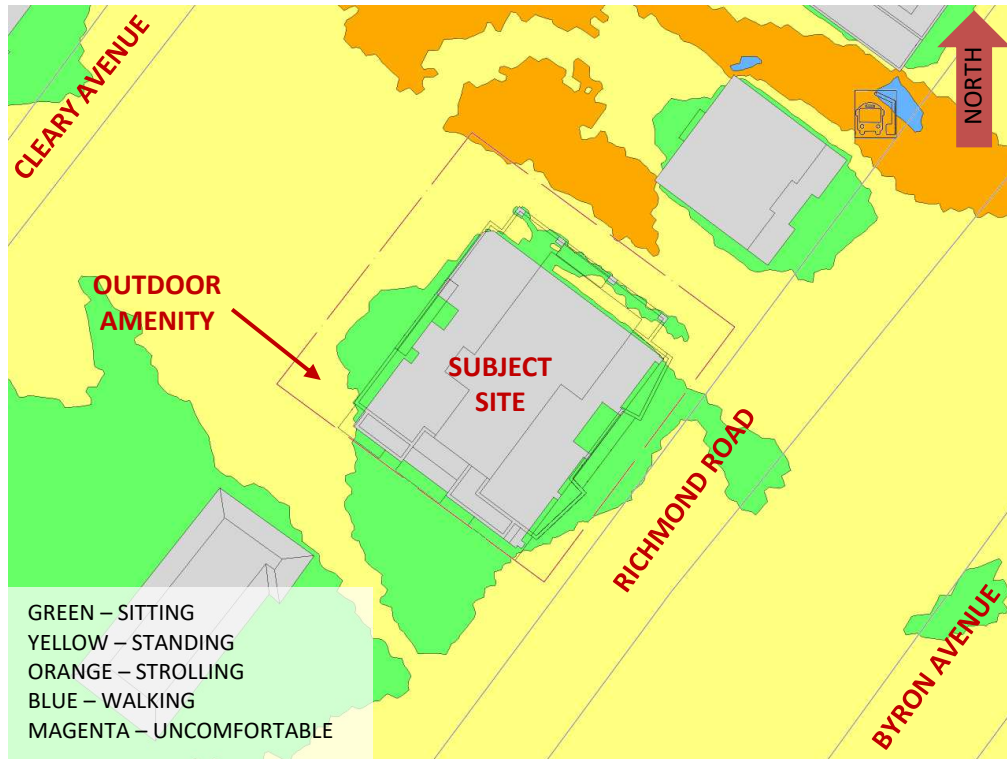 CLEARY AVENUE
NORTH
OUTDOOR
AMENITY
SUBJECT
SITE
RICHMOND ROAD
BYRON AVENUE
GREEN – SITTING
YELLOW – STANDING
ORANGE – STROLLING
BLUE – WALKING
MAGENTA – UNCOMFORTABLE